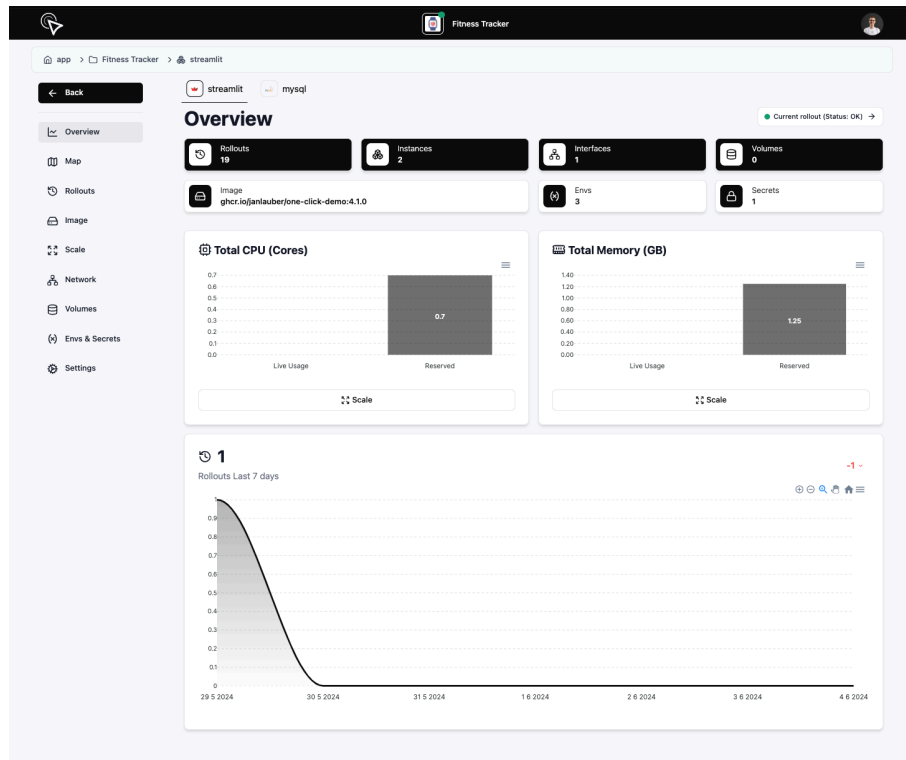 Fitness Tracker
app > Fitness Tracker > streamlit
Back
Overview
Map
Rollouts
Image
Scale
Network
Volumes
Envs & Secrets
Settings
streamlit mysql
Overview
Current rollout (Status: OK)
Rollouts
19
Instances
2
Interfaces
1
Volumes
0
Image
ghcr.io/janlauber/one-click-demo:4.1.0
Envs
3
Secrets
1
Total CPU (Cores)
0.7
0.6
0.5
0.4
0.3
0.2
0.1
0.0
0.7
Live Usage Reserved
Scale
Total Memory (GB)
1.40
1.20
1.00
0.80
0.60
0.40
0.20
0.00
1.25
Live Usage Reserved
Scale
1
Rollouts Last 7 days
-1
1
0.9
0.8
0.7
0.6
0.5
0.4
0.3
0.2
0.1
0
29 5 2024 30 5 2024 31 5 2024 1 6 2024 2 6 2024 3 6 2024 4 6 2024